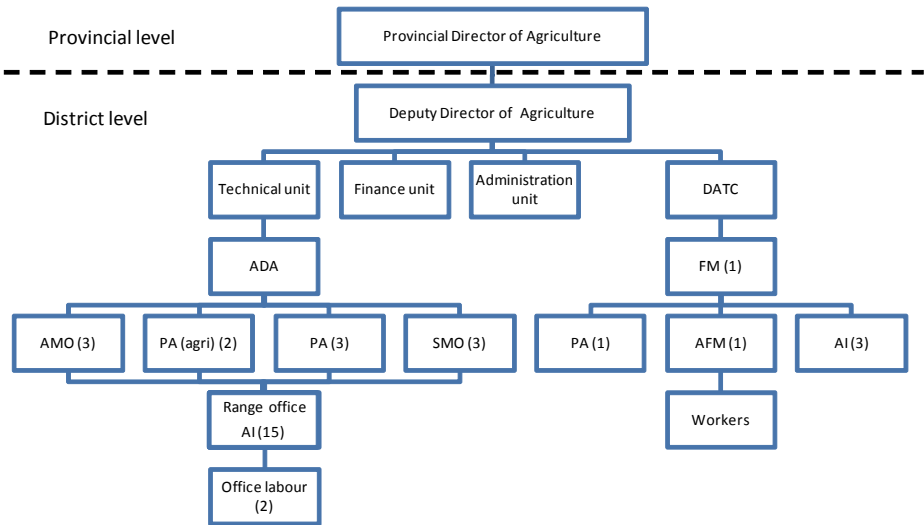 Provincial level
Provincial Director of Agriculture
District level
Deputy Director of Agriculture
Technical unit
Finance unit
Administration
unit
DATC
ADA
FM (1)
AMO (3)
PA (agri) (2)
PA (3)
SMO (3)
PA (1)
AFM (1)
AI (3)
Range office
AI (15)
Workers
Office labour
(2)